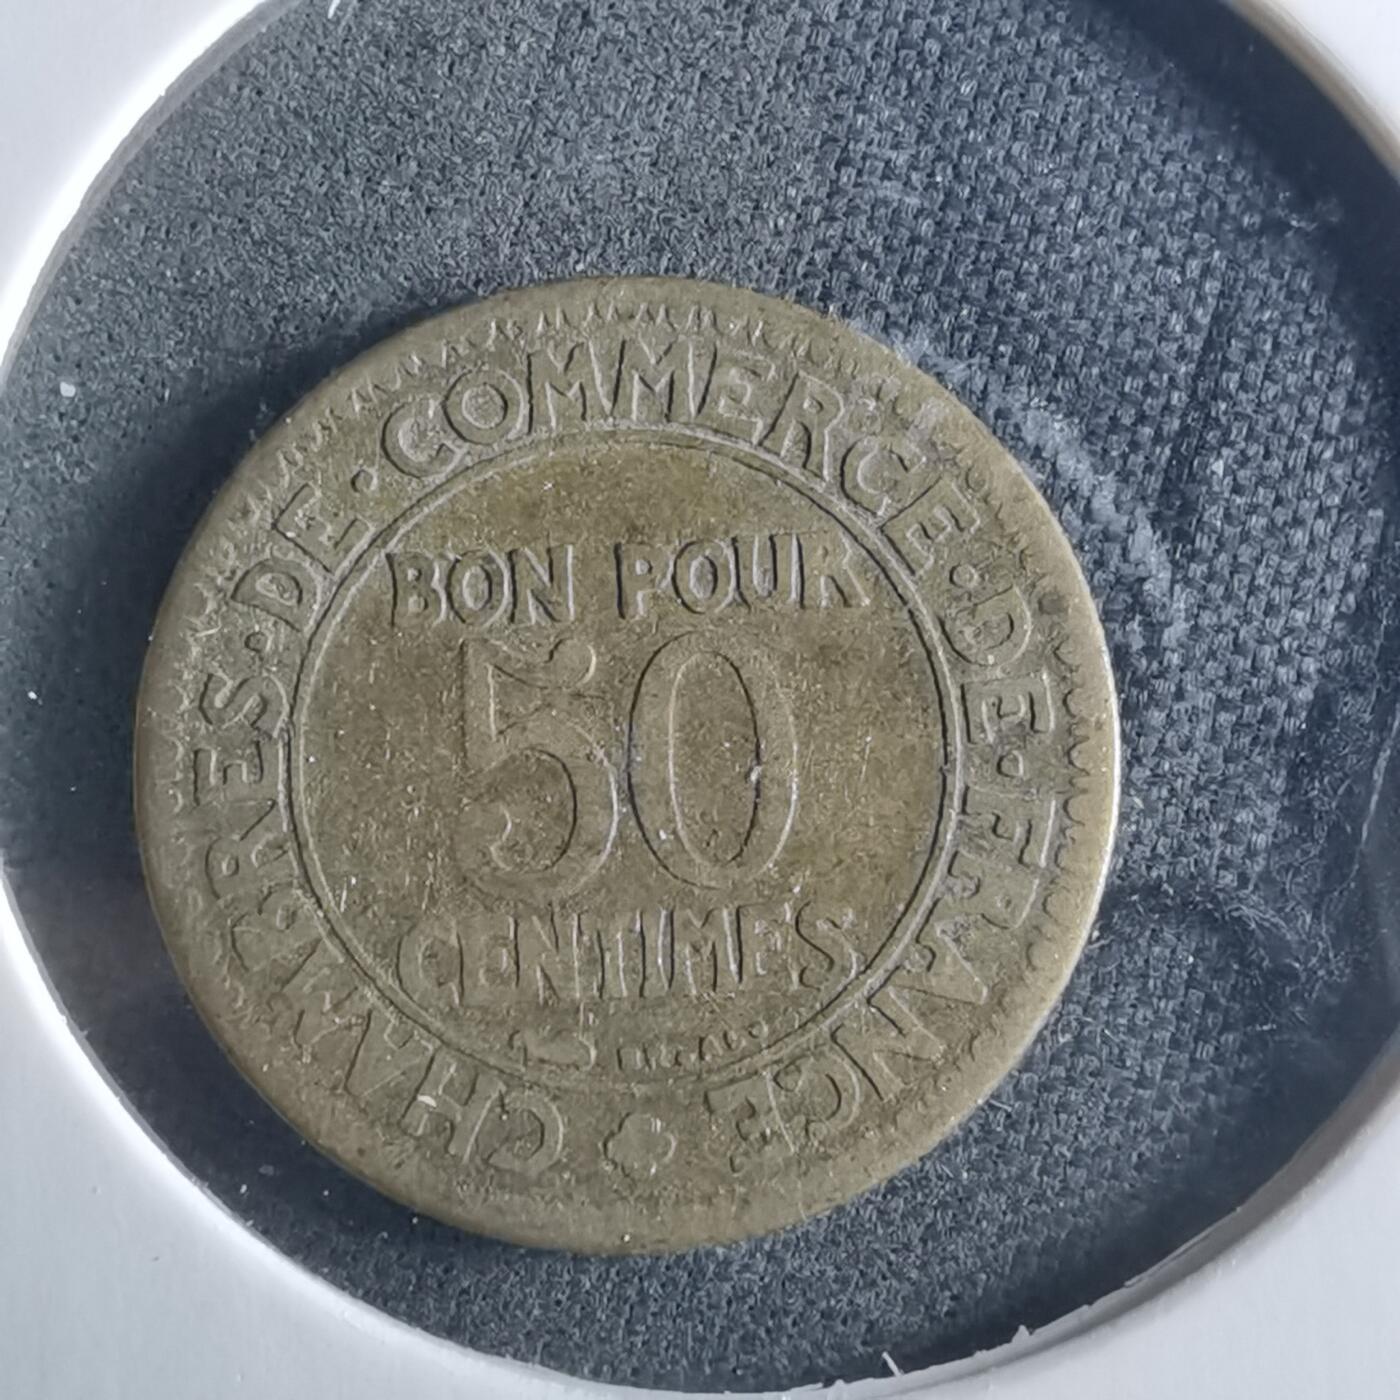 CHAMBRES · DE · COMMERCE · DE · FRANCE
BON POUR
50
CENTIMES